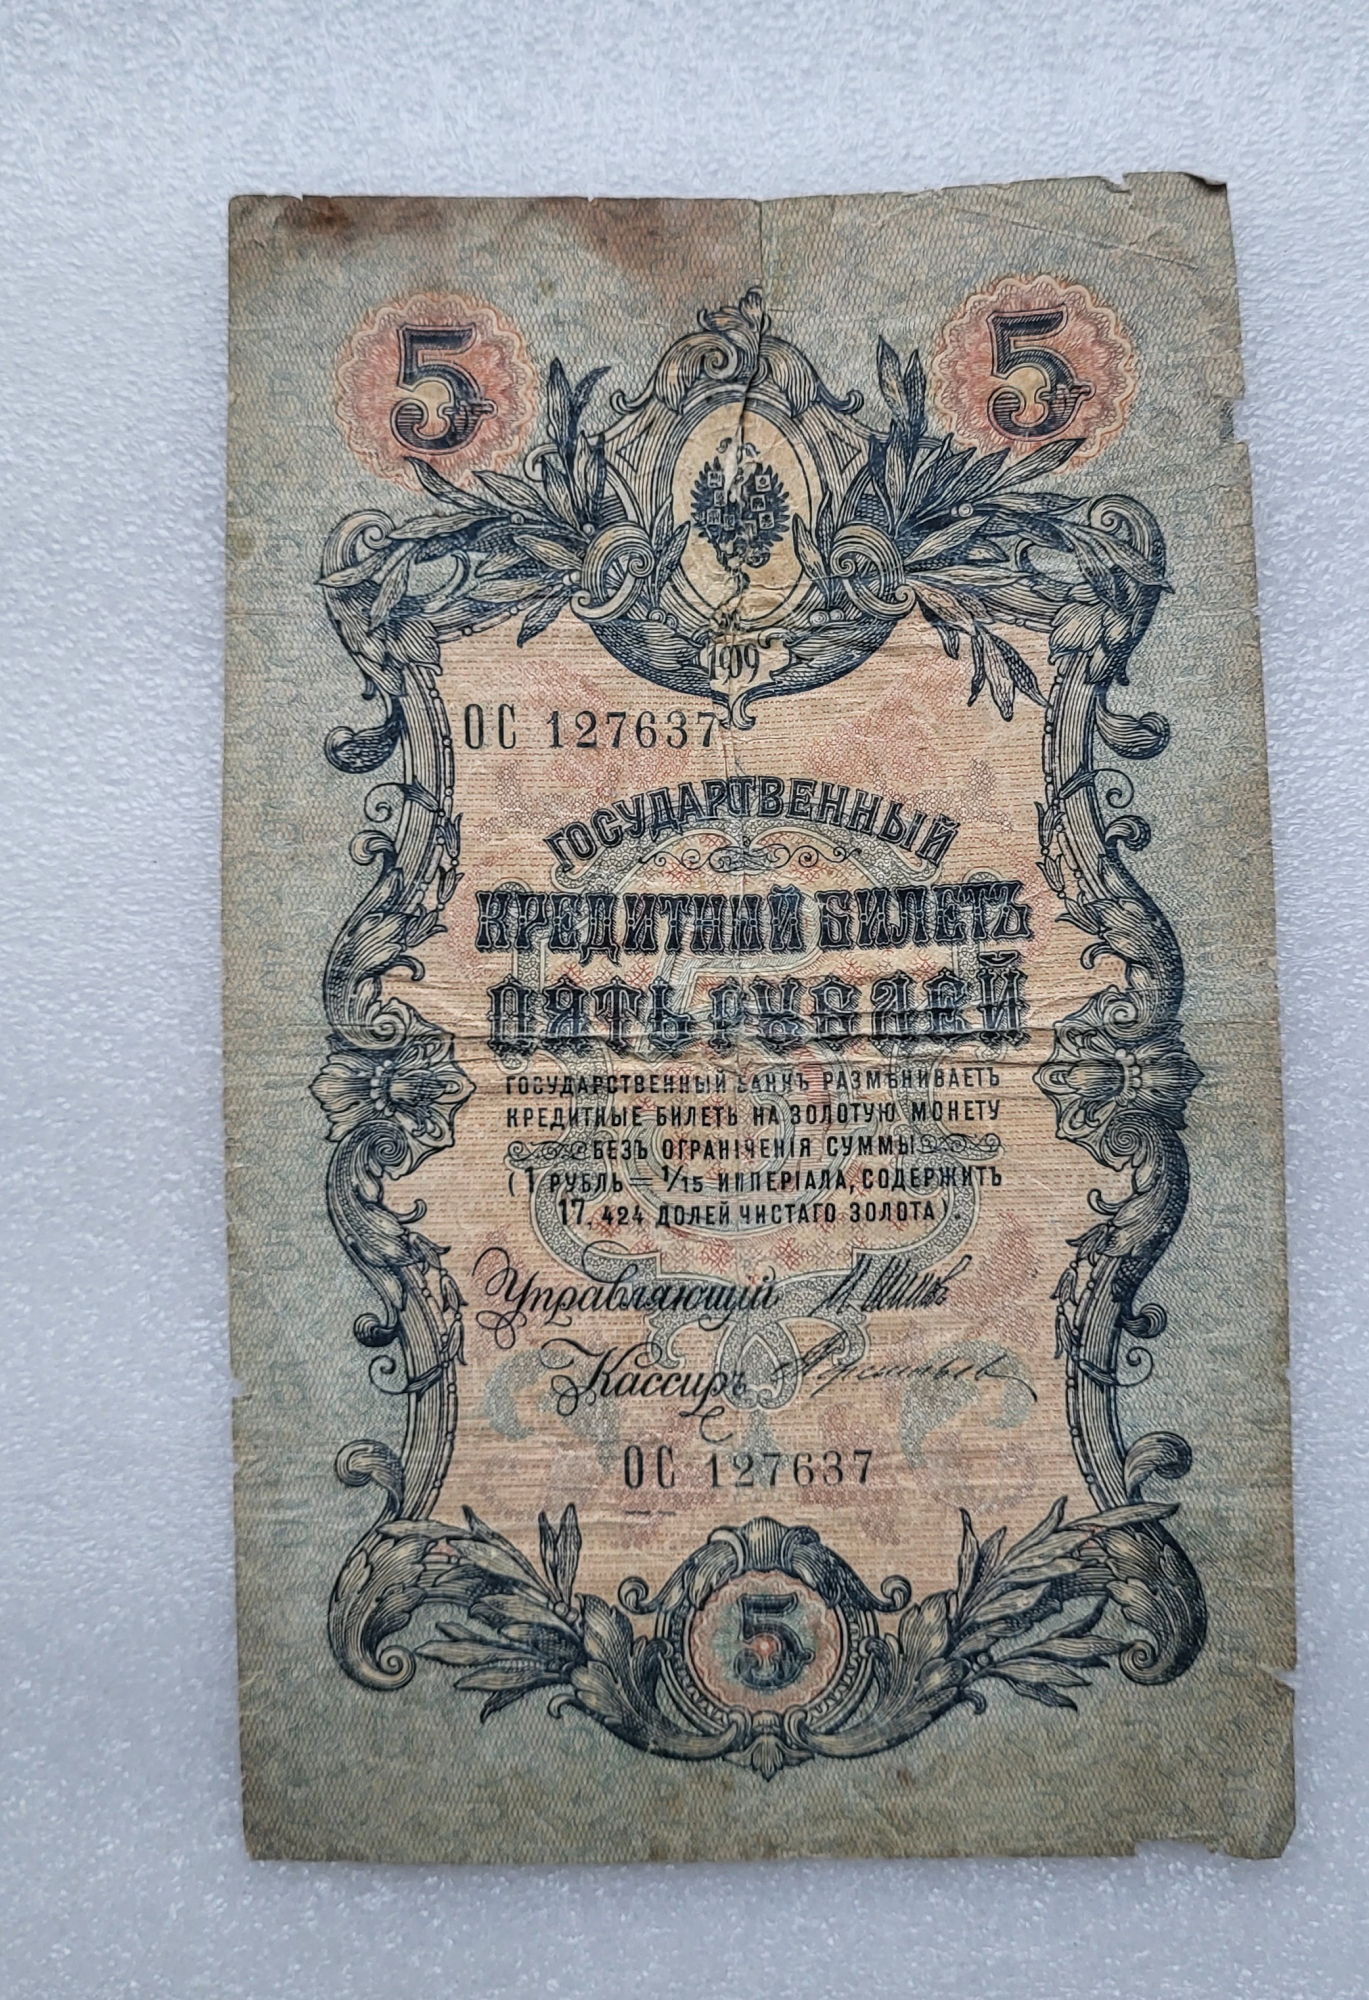 5 5
1909
ОС 127637
ГОСУДАРСТВЕННЫЙ
КРЕДИТНЫЙ БИЛЕТЪ
ПЯТЬ РУБЛЕЙ
ГОСУДАРСТВЕННЫЙ БАНКЪ РАЗМѢНИВАЕТЪ
КРЕДИТНЫЕ БИЛЕТЫ НА ЗОЛОТУЮ МОНЕТУ
БЕЗЪ ОГРАНИЧЕНІЯ СУММЫ
(1 РУБЛЬ = 1/15 ИМПЕРІАЛА, СОДЕРЖИТЪ
17,424 ДОЛЕЙ ЧИСТАГО ЗОЛОТА).
Управляющій И Шипов
Кассиръ
ОС 127637
5